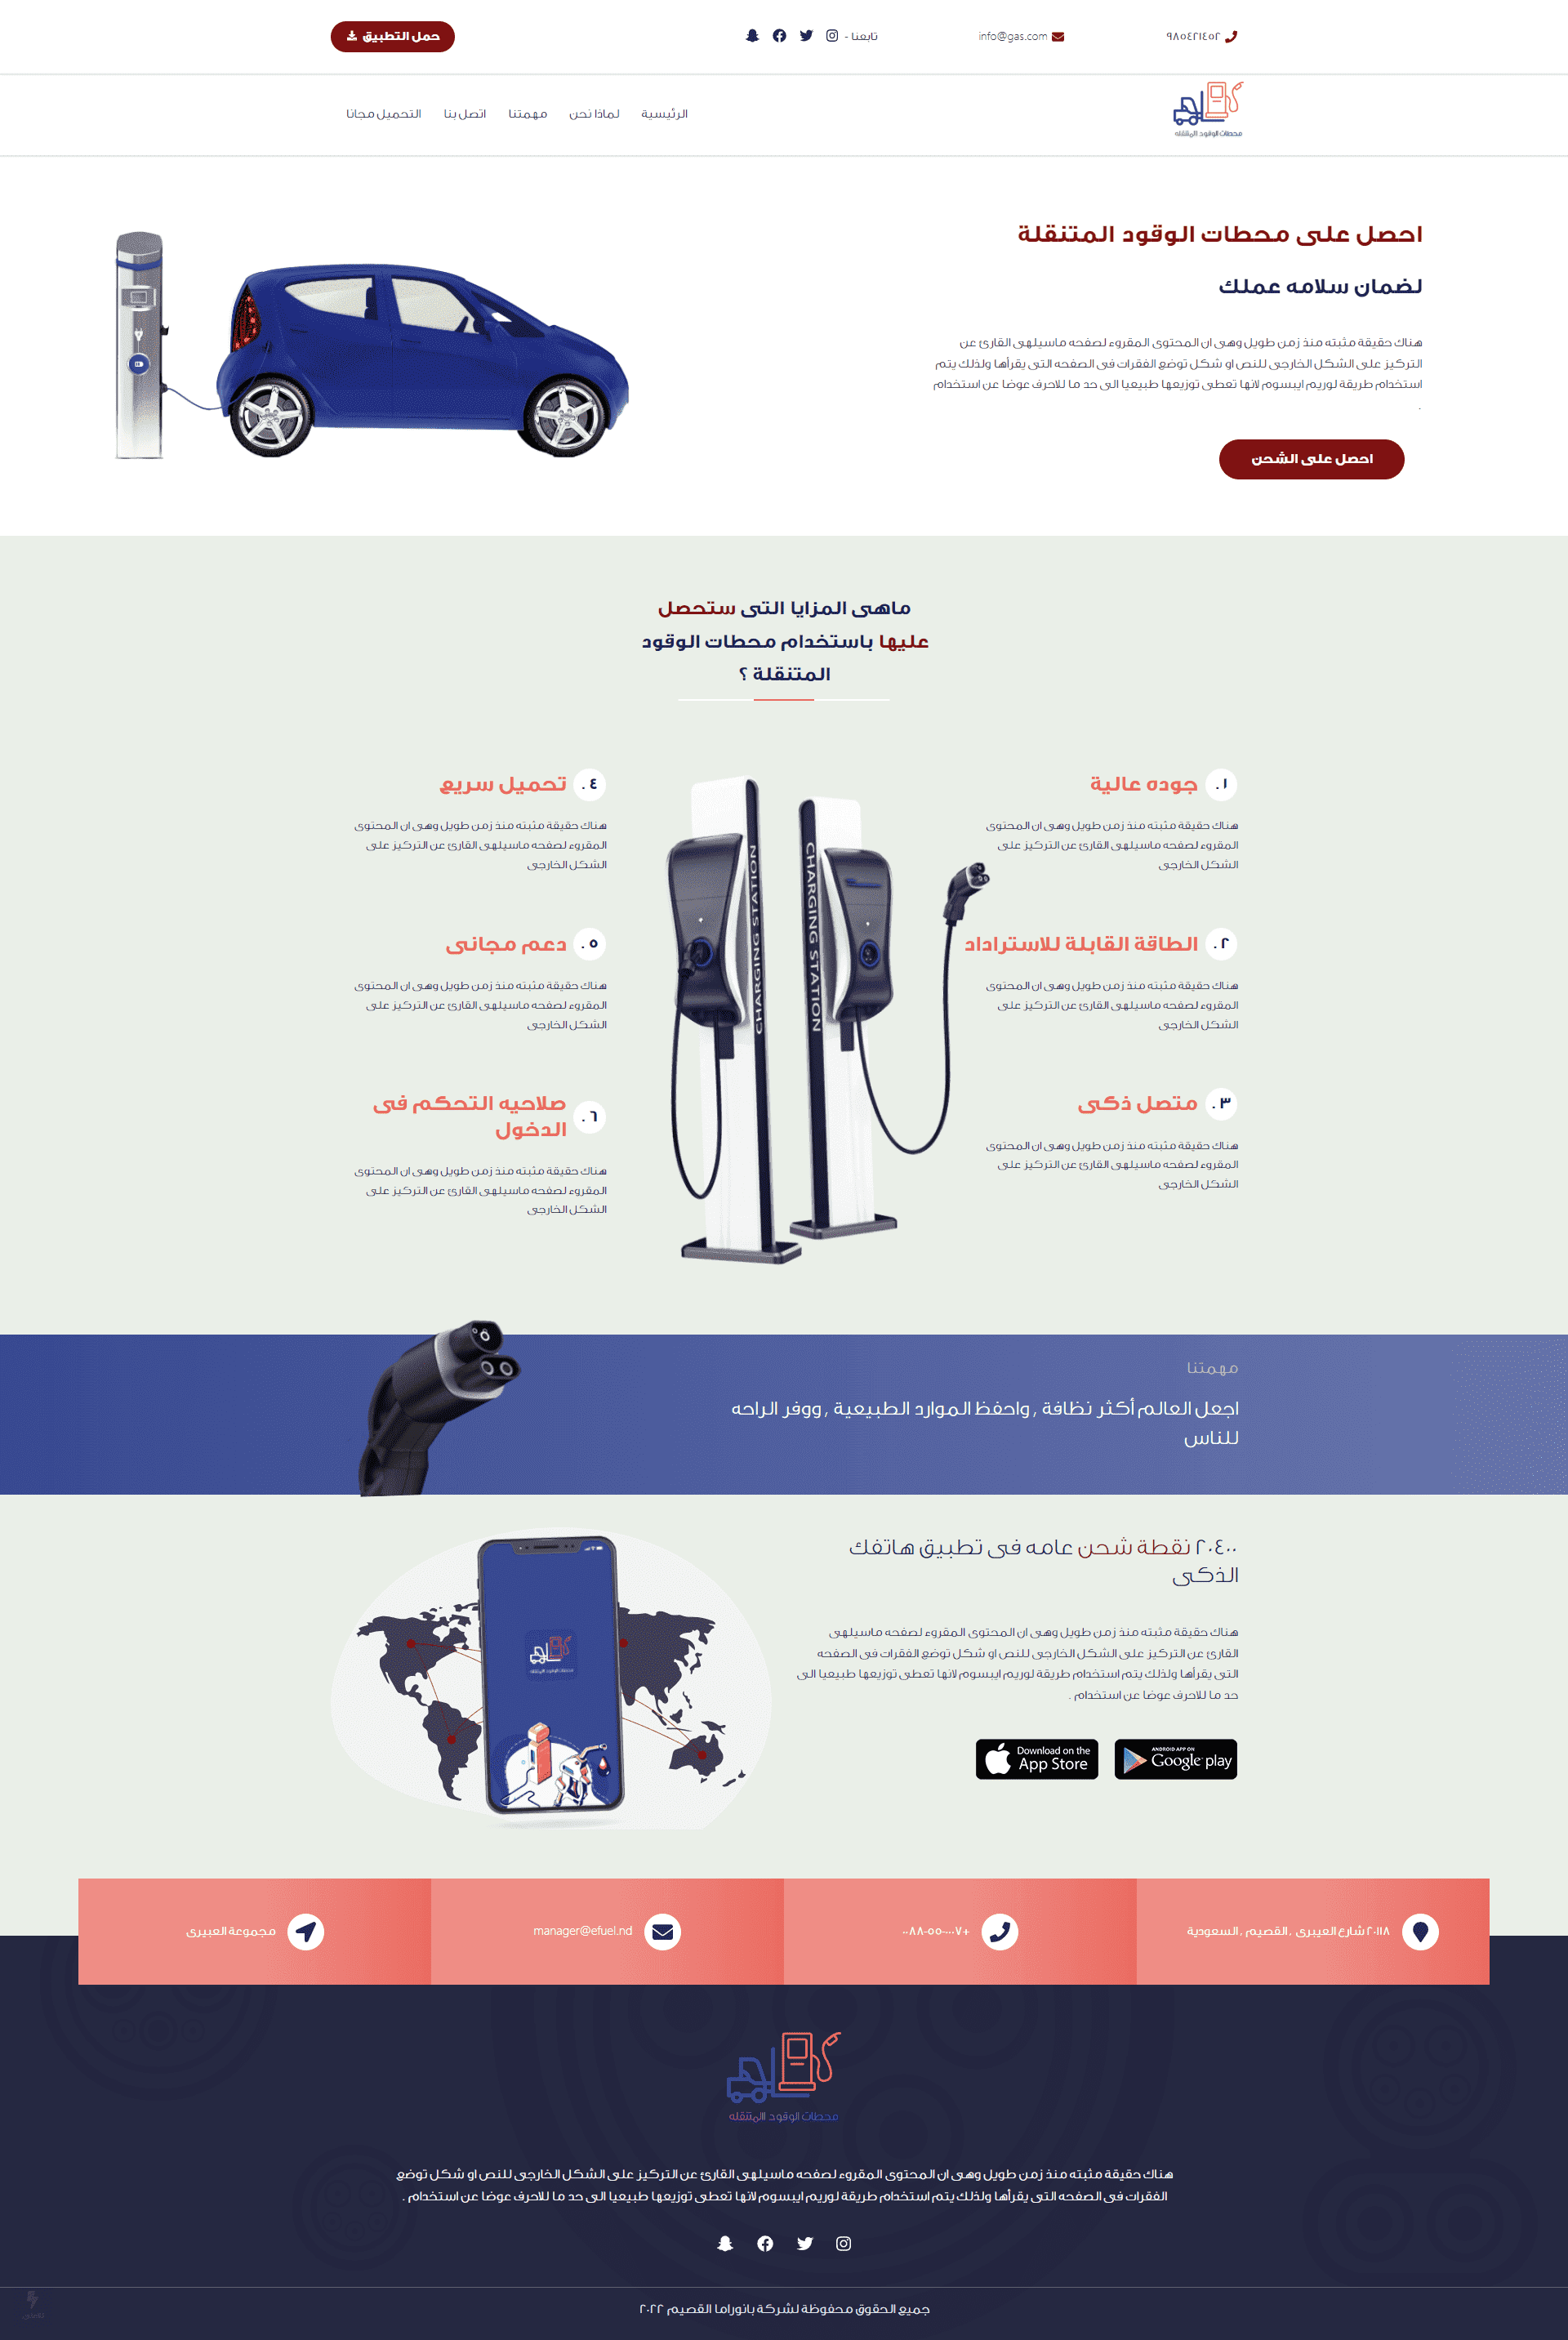 ٩٨٥٤٢١٤٥٢
info@gas.com
تابعنا -
حمل التطبيق
محطات الوقود المتنقله
الرئيسية
لماذا نحن
مهمتنا
اتصل بنا
التحميل مجانا
احصل على محطات الوقود المتنقلة
لضمان سلامه عملك
هناك حقيقة مثبته منذ زمن طويل وهى ان المحتوى المقروء لصفحه ماسيلهى القارئ عن
التركيز على الشكل الخارجى للنص او شكل توضع الفقرات فى الصفحه التى يقرأها ولذلك يتم
استخدام طريقة لوريم ايبسوم لانها تعطى توزيعها طبيعيا الى حد ما للاحرف عوضا عن استخدام
.
احصل على الشحن
ماهى المزايا التى ستحصل
عليها باستخدام محطات الوقود
المتنقلة ؟
١. جوده عالية
هناك حقيقة مثبته منذ زمن طويل وهى ان المحتوى
المقروء لصفحه ماسيلهى القارئ عن التركيز على
الشكل الخارجى
٢. الطاقة القابلة للاستراداد
هناك حقيقة مثبته منذ زمن طويل وهى ان المحتوى
المقروء لصفحه ماسيلهى القارئ عن التركيز على
الشكل الخارجى
٣. متصل ذكى
هناك حقيقة مثبته منذ زمن طويل وهى ان المحتوى
المقروء لصفحه ماسيلهى القارئ عن التركيز على
الشكل الخارجى
CHARGING STATION
CHARGING STATION
٤. تحميل سريع
هناك حقيقة مثبته منذ زمن طويل وهى ان المحتوى
المقروء لصفحه ماسيلهى القارئ عن التركيز على
الشكل الخارجى
٥. دعم مجانى
هناك حقيقة مثبته منذ زمن طويل وهى ان المحتوى
المقروء لصفحه ماسيلهى القارئ عن التركيز على
الشكل الخارجى
٦. صلاحيه التحكم فى
الدخول
هناك حقيقة مثبته منذ زمن طويل وهى ان المحتوى
المقروء لصفحه ماسيلهى القارئ عن التركيز على
الشكل الخارجى
مهمتنا
اجعل العالم أكثر نظافة , واحفظ الموارد الطبيعية , ووفر الراحه
للناس
٢٠٤٠٠ نقطة شحن عامه فى تطبيق هاتفك
الذكى
هناك حقيقة مثبته منذ زمن طويل وهى ان المحتوى المقروء لصفحه ماسيلهى
القارئ عن التركيز على الشكل الخارجى للنص او شكل توضع الفقرات فى الصفحه
التى يقرأها ولذلك يتم استخدام طريقة لوريم ايبسوم لانها تعطى توزيعها طبيعيا الى
حد ما للاحرف عوضا عن استخدام .
ANDROID APP ON
Google play
Download on the
App Store
محطات الوقود المتنقله
٢٠١١٨ شارع العيبرى , القصيم , السعودية
manager@efuel.nd
مجموعة العبيرى
محطات الوقود االمتنقله
هناك حقيقة مثبته منذ زمن طويل وهى ان المحتوى المقروء لصفحه ماسيلهى القارئ عن التركيز على الشكل الخارجى للنص او شكل توضع
الفقرات فى الصفحه التى يقرأها ولذلك يتم استخدام طريقة لوريم ايبسوم لانها تعطى توزيعها طبيعيا الى حد ما للاحرف عوضا عن استخدام .
جميع الحقوق محفوظة لشركة بانوراما القصيم ٢٠٢٢